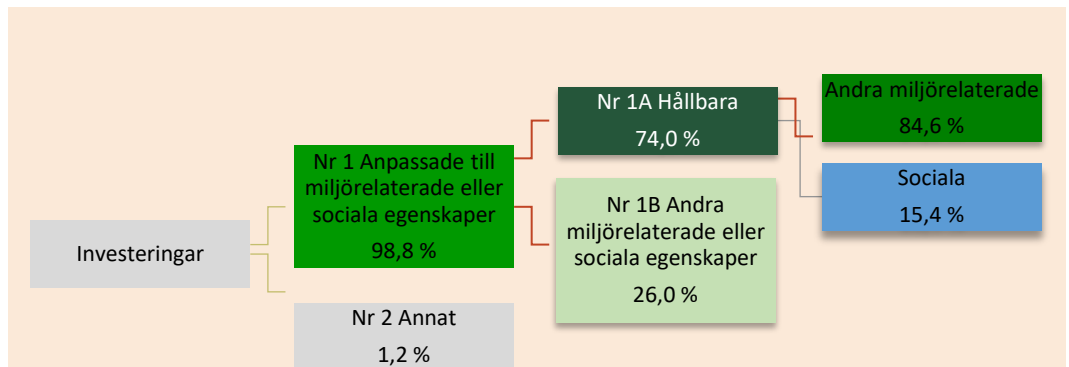 Investeringar
Nr 1 Anpassade till
miljörelaterade eller
sociala egenskaper
98,8 %
Nr 2 Annat
1,2 %
Nr 1A Hållbara
74,0 %
Nr 1B Andra
miljörelaterade eller
sociala egenskaper
26,0 %
Andra miljörelaterade
84,6 %
Sociala
15,4 %